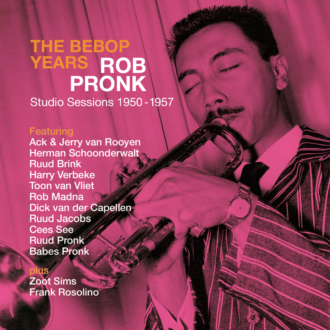 THE BEBOP
YEARS ROB
PRONK
Studio Sessions 1950-1957
Featuring
Ack & Jerry van Rooyen
Herman Schoonderwalt
Ruud Brink
Harry Verbeke
Toon van Vliet
Rob Madna
Dick van der Capellen
Ruud Jacobs
Cees See
Ruud Pronk
Babes Pronk
plus
Zoot Sims
Frank Rosolino